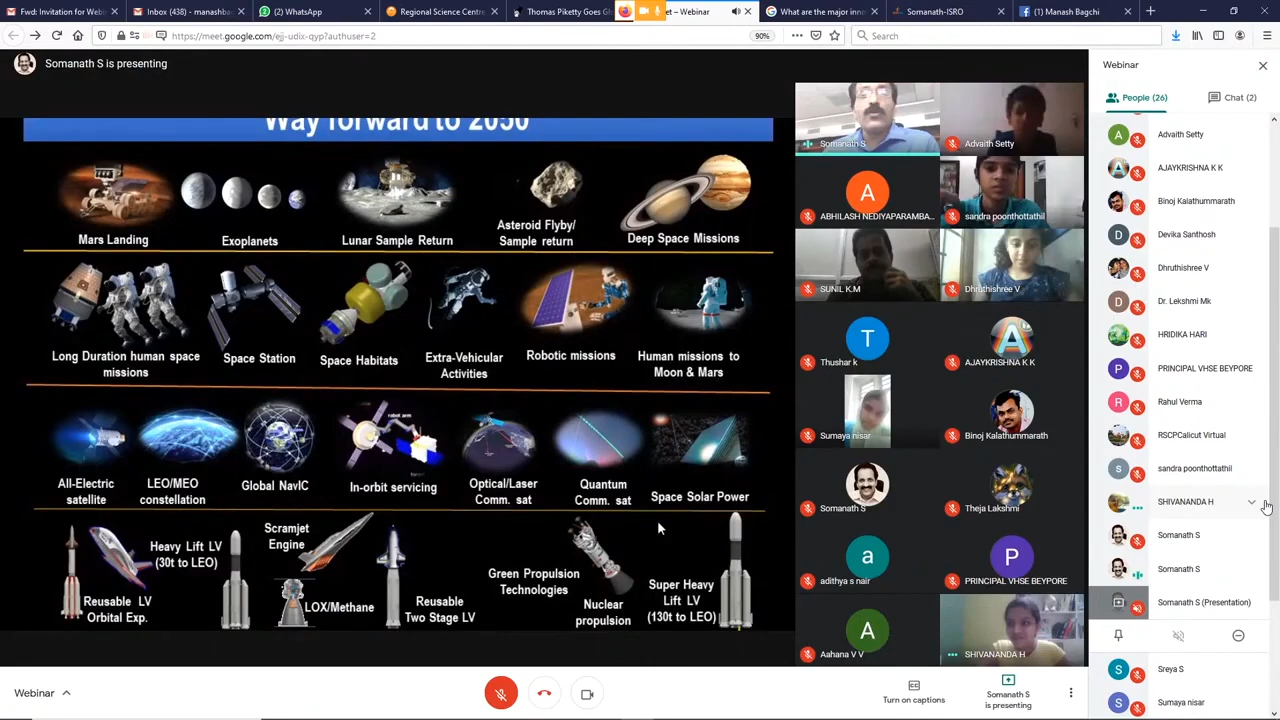 Fwd: Invitation for Web
Inbox (438) - manashba
(2) WhatsApp
Regional Science Centre
Thomas Piketty Goes Gl
et – Webinar
What are the major inno
Somanath-ISRO
(3) Manash Bagchi
https://meet.google.com/ejj-udix-qyp?authuser=2
90%
Search
Somanath S is presenting
Way forward to 2050
Mars Landing
Exoplanets
Lunar Sample Return
Asteroid Flyby/
Sample return
Deep Space Missions
Long Duration human space
missions
Space Station
Space Habitats
Extra-Vehicular
Activities
Robotic missions
Human missions to
Moon & Mars
robot arm
All-Electric
satellite
LEO/MEO
constellation
Global NavIC
In-orbit servicing
Optical/Laser
Comm. sat
Quantum
Comm. sat
Space Solar Power
Reusable LV
Orbital Exp.
Heavy Lift LV
(30t to LEO)
Scramjet
Engine
LOX/Methane
Reusable
Two Stage LV
Green Propulsion
Technologies
Nuclear
propulsion
Super Heavy
Lift LV
(130t to LEO)
Somanath S
Advaith Setty
A
ABHILASH NEDIYAPARAMBA...
sandra poonthottathil
SUNIL K.M
Dhruthishree V
T
Thushar k
A
AJAYKRISHNA K K
Sumaya nisar
Binoj Kalathummarath
Somanath S
Theja Lakshmi
a
adithya s nair
P
PRINCIPAL VHSE BEYPORE
A
Aahana V V
SHIVANANDA H
Webinar
People (26)
Chat (2)
A
Advaith Setty
AJAYKRISHNA K K
Binoj Kalathummarath
D
Devika Santhosh
Dhruthishree V
D
Dr. Lekshmi Mk
HRIDIKA HARI
P
PRINCIPAL VHSE BEYPORE
R
Rahul Verma
RSCPCalicut Virtual
s
sandra poonthottathil
SHIVANANDA H
Somanath S
Somanath S
Somanath S (Presentation)
S
Sreya S
S
Sumaya nisar
Webinar
Turn on captions
Somanath S
is presenting